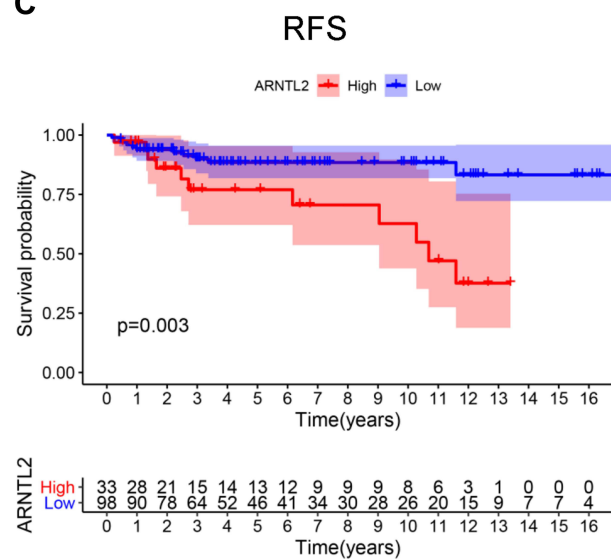 C
RFS
ARNTL2 High Low
Survival probability
1.00
0.75
0.50
0.25
0.00
p=0.003
0 1 2 3 4 5 6 7 8 9 10 11 12 13 14 15 16
Time(years)
ARNTL2
High 33 28 21 15 14 13 12 9 9 9 8 6 3 1 0 0 0
Low 98 90 78 64 52 46 41 34 30 28 26 20 15 9 7 7 4
0 1 2 3 4 5 6 7 8 9 10 11 12 13 14 15 16
Time(years)